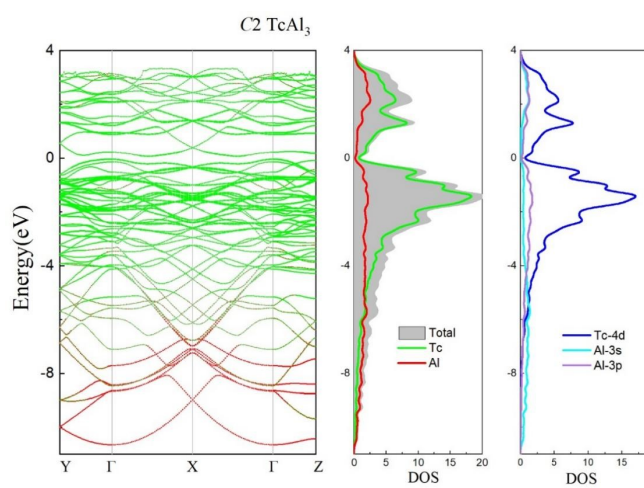 C2 TcAl3
4
0
-4
-8
Energy(eV)
Y Γ X Γ Z
4
0
-4
-8
Total
Tc
Al
0 5 10 15 20
DOS
4
0
-4
-8
Tc-4d
Al-3s
Al-3p
0 5 10 15
DOS